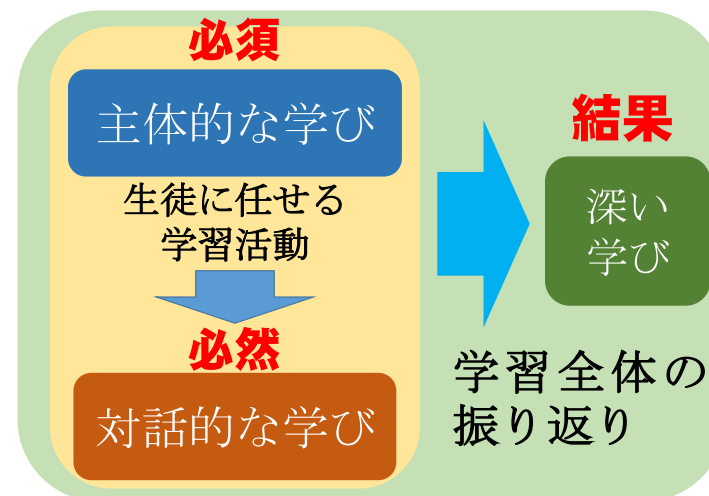 必須
主体的な学び
生徒に任せる
学習活動
必然
対話的な学び
結果
深い
学び
学習全体の
振り返り